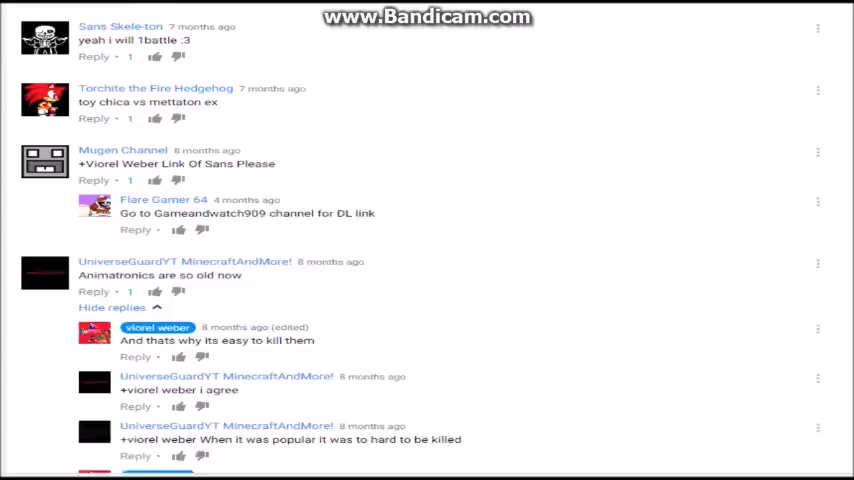 www.Bandicam.com
Sans Skele-ton 7 months ago
yeah i will 1battle :3
Reply • 1
Torchite the Fire Hedgehog 7 months ago
toy chica vs mettaton ex
Reply • 1
Mugen Channel 8 months ago
+Viorel Weber Link Of Sans Please
Reply • 1
Flare Gamer 64 4 months ago
Go to Gameandwatch909 channel for DL link
Reply •
UniverseGuardYT MinecraftAndMore! 8 months ago
Animatronics are so old now
Reply • 1
Hide replies
viorel weber 8 months ago (edited)
And thats why its easy to kill them
Reply •
UniverseGuardYT MinecraftAndMore! 8 months ago
+viorel weber i agree
Reply •
UniverseGuardYT MinecraftAndMore! 8 months ago
+viorel weber When it was popular it was to hard to be killed
Reply •